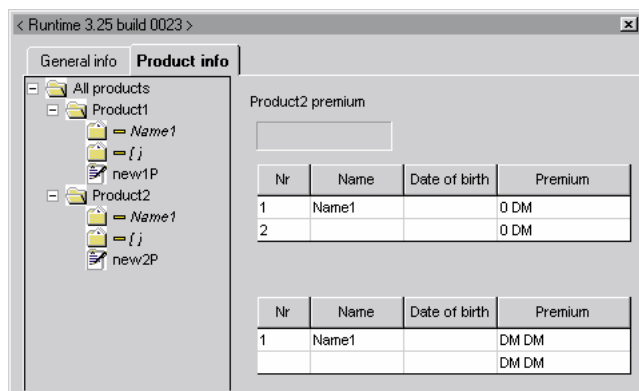 < Runtime 3.25 build 0023 >
General info Product info
All products
Product1
Name1
[ ]
new1P
Product2
Name1
[ ]
new2P
Product2 premium
Nr Name Date of birth Premium
1 Name1 0 DM
2 0 DM
Nr Name Date of birth Premium
1 Name1 DM DM
DM DM